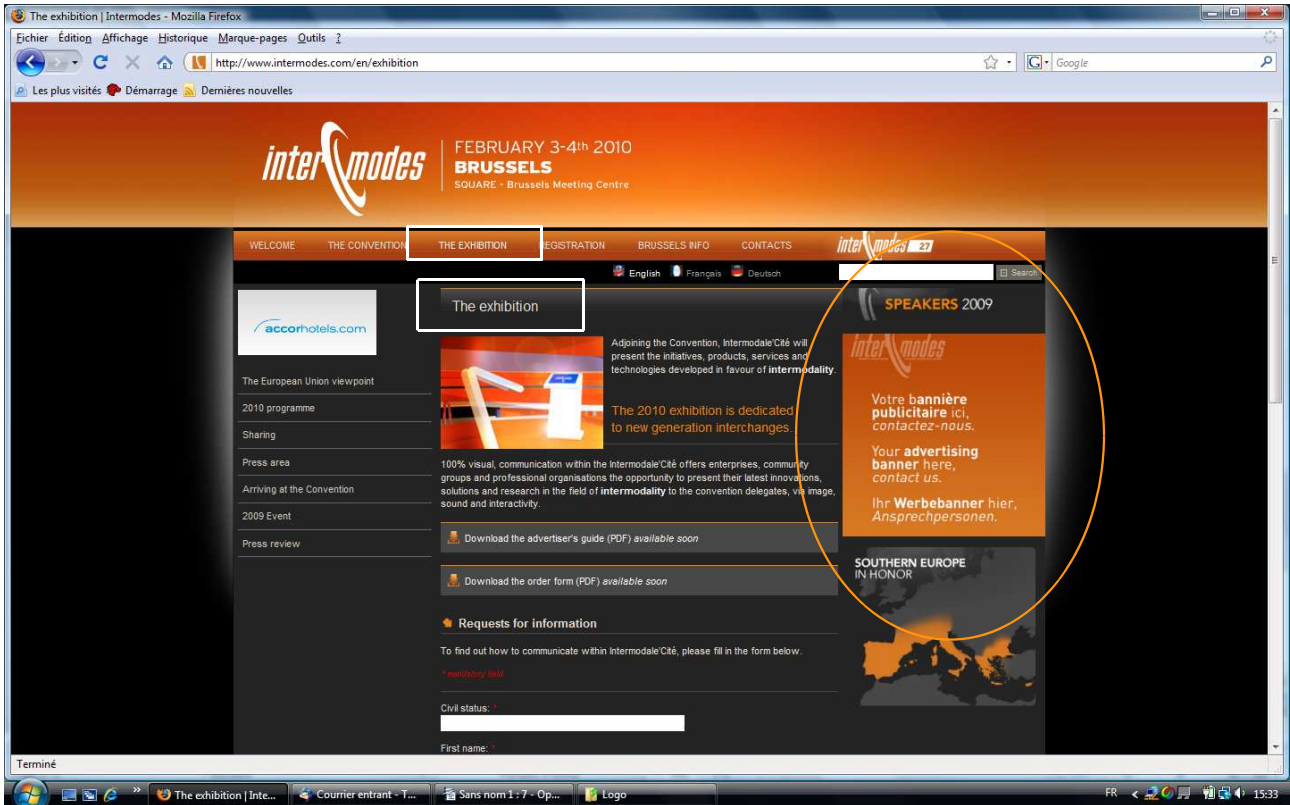 The exhibition | Intermodes - Mozilla Firefox
Fichier Édition Affichage Historique Marque-pages Outils ?
http://www.intermodes.com/en/exhibition
Google
Les plus visités Démarrage Dernières nouvelles
inter modes
FEBRUARY 3-4th 2010
BRUSSELS
SQUARE - Brussels Meeting Centre
WELCOME THE CONVENTION THE EXHIBITION REGISTRATION BRUSSELS INFO CONTACTS inter modes 27
English Français Deutsch Search
accorhotels.com
The European Union viewpoint
2010 programme
Sharing
Press area
Arriving at the Convention
2009 Event
Press review
The exhibition
Adjoining the Convention, Intermodale'Cité will
present the initiatives, products, services and
technologies developed in favour of intermodality.
The 2010 exhibition is dedicated
to new generation interchanges.
100% visual, communication within the Intermodale'Cité offers enterprises, community
groups and professional organisations the opportunity to present their latest innovations,
solutions and research in the field of intermodality to the convention delegates, via image,
sound and interactivity.
Download the advertiser's guide (PDF) available soon
Download the order form (PDF) available soon
Requests for information
To find out how to communicate within Intermodale'Cité, please fill in the form below.
* mandatory field
Civil status: *
First name: *
SPEAKERS 2009
inter modes
Votre bannière
publicitaire ici,
contactez-nous.
Your advertising
banner here,
contact us.
Ihr Werbebanner hier,
Ansprechpersonen.
SOUTHERN EUROPE
IN HONOR
Terminé
The exhibition | Inte... Courrier entrant - T... Sans nom 1 : 7 - Op... Logo FR 15:33